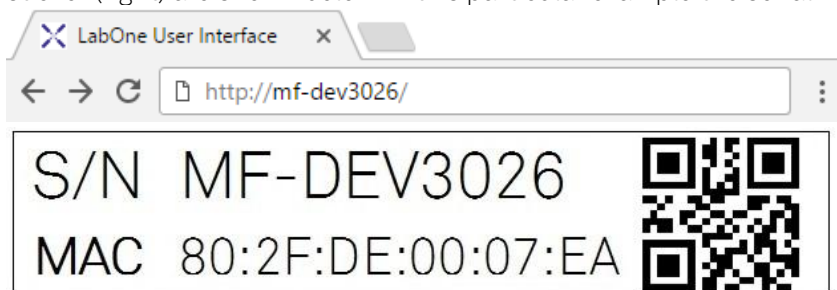 LabOne User Interface
http://mf-dev3026/
S/N MF-DEV3026
MAC 80:2F:DE:00:07:EA